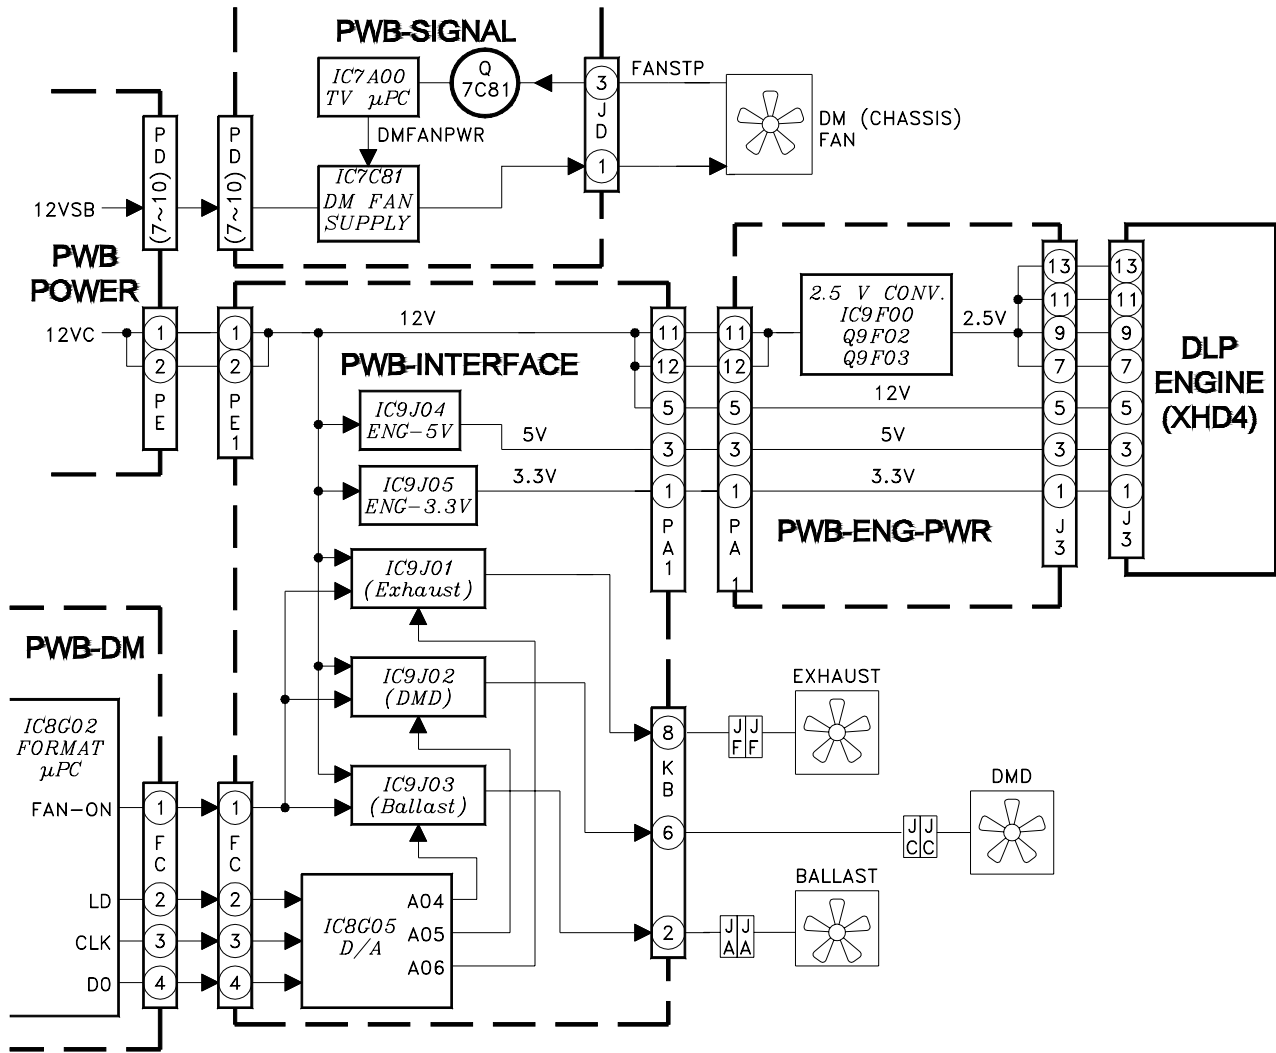 PWB-SIGNAL
IC7A00
TV µPC
Q
7C81
3
JD
1
FANSTP
DM (CHASSIS)
FAN
DMFANPWR
IC7C81
DM FAN
SUPPLY
PD
(7~10)
PD
(7~10)
12VSB
PWB
POWER
12VC
1
2
PE
1
2
PE1
12V
PWB-INTERFACE
IC9J04
ENG-5V
5V
IC9J05
ENG-3.3V
3.3V
11
12
5
3
1
PA1
11
12
5
3
1
PA1
2.5 V CONV.
IC9F00
Q9F02
Q9F03
2.5V
12V
5V
3.3V
PWB-ENG-PWR
13
11
9
7
5
3
1
J3
13
11
9
7
5
3
1
J3
DLP
ENGINE
(XHD4)
IC9J01
(Exhaust)
IC9J02
(DMD)
IC9J03
(Ballast)
PWB-DM
IC8G02
FORMAT
µPC
FAN-ON
LD
CLK
DO
1
FC
2
3
4
1
FC
2
3
4
IC8G05
D/A
A04
A05
A06
8
KB
6
2
JF
JF
EXHAUST
JC
JC
DMD
JA
JA
BALLAST